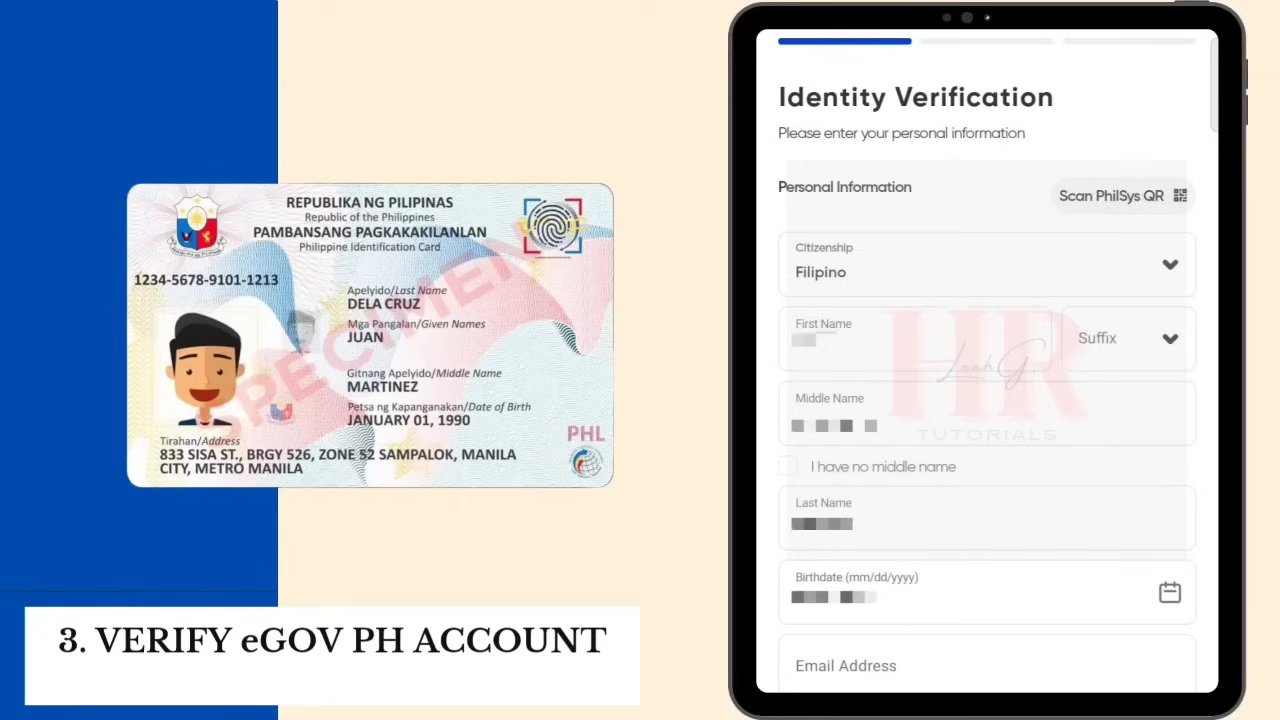 REPUBLIKA NG PILIPINAS
Republic of the Philippines
PAMBANSANG PAGKAKAKILANLAN
Philippine Identification Card
1234-5678-9101-1213
Apelyido/Last Name
DELA CRUZ
Mga Pangalan/Given Names
JUAN
Gitnang Apelyido/Middle Name
MARTINEZ
Petsa ng Kapanganakan/Date of Birth
JANUARY 01, 1990
PHL
Tirahan/Address
833 SISA ST., BRGY 526, ZONE 52 SAMPALOK, MANILA
CITY, METRO MANILA
SPECIMEN
3. VERIFY eGOV PH ACCOUNT
Identity Verification
Please enter your personal information
Personal Information
Scan PhilSys QR
Citizenship
Filipino
First Name
Suffix
Middle Name
I have no middle name
Last Name
Birthdate (mm/dd/yyyy)
Email Address
HR
Leah G.
TUTORIALS